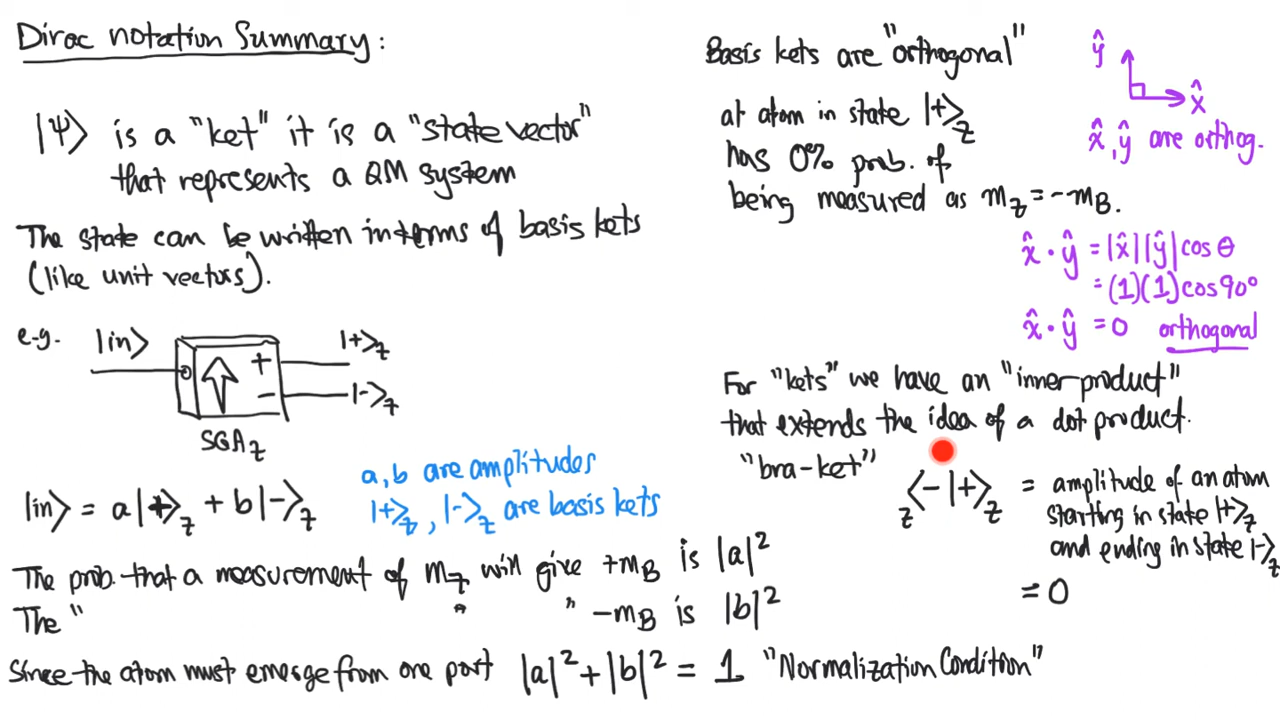 Dirac notation Summary:
|Ψ⟩ is a "ket" it is a "state vector"
that represents a QM system
The state can be written in terms of basis kets
(like unit vectors).
e.g.
|in⟩
+
−
|+⟩z
|−⟩z
SGAz
|in⟩ = a|+⟩z + b|−⟩z
a, b are amplitudes
|+⟩z , |−⟩z are basis kets
The prob. that a measurement of mz will give +mB is |a|²
The " " " −mB is |b|²
Since the atom must emerge from one port |a|² + |b|² = 1 "Normalization Condition"
Basis kets are "orthogonal"
at atom in state |+⟩z
has 0% prob. of
being measured as mz = −mB.
ŷ
x̂
x̂, ŷ are orthog.
x̂ · ŷ = |x̂||ŷ|cos θ
= (1)(1)cos 90°
x̂ · ŷ = 0 orthogonal
For "kets" we have an "inner product"
that extends the idea of a dot product.
"bra-ket"
z⟨−|+⟩z = amplitude of an atom
starting in state |+⟩z
and ending in state |−⟩z
= 0